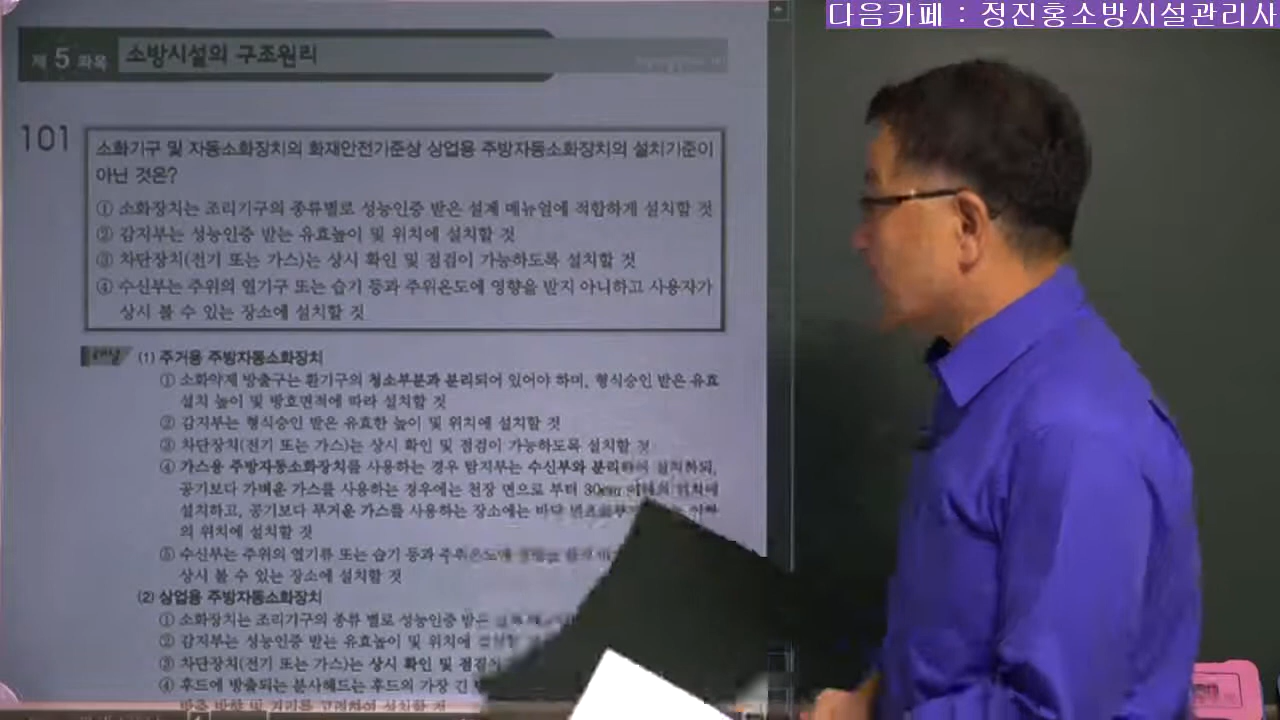 다음카페 : 정진홍소방시설관리사
제 5 과목 소방시설의 구조원리
101
소화기구 및 자동소화장치의 화재안전기준상 상업용 주방자동소화장치의 설치기준이
아닌 것은?
① 소화장치는 조리기구의 종류별로 성능인증 받은 설계 매뉴얼에 적합하게 설치할 것
② 감지부는 성능인증 받는 유효높이 및 위치에 설치할 것
③ 차단장치(전기 또는 가스)는 상시 확인 및 점검이 가능하도록 설치할 것
④ 수신부는 주위의 열기구 또는 습기 등과 주위온도에 영향을 받지 아니하고 사용자가
상시 볼 수 있는 장소에 설치할 것
해설 (1) 주거용 주방자동소화장치
① 소화약제 방출구는 환기구의 청소부분과 분리되어 있어야 하며, 형식승인 받은 유효
설치 높이 및 방호면적에 따라 설치할 것
② 감지부는 형식승인 받은 유효한 높이 및 위치에 설치할 것
③ 차단장치(전기 또는 가스)는 상시 확인 및 점검이 가능하도록 설치할 것
④ 가스용 주방자동소화장치를 사용하는 경우 탐지부는 수신부와 분리하여 설치하되,
공기보다 가벼운 가스를 사용하는 경우에는 천장 면으로 부터 30cm 이하의 위치에
설치하고, 공기보다 무거운 가스를 사용하는 장소에는 바닥
의 위치에 설치할 것
⑤ 수신부는 주위의 열기류 또는 습기 등과 주위온도에
상시 볼 수 있는 장소에 설치할 것
(2) 상업용 주방자동소화장치
① 소화장치는 조리기구의 종류 별로 성능인증 받은
② 감지부는 성능인증 받는 유효높이 및 위치에 설치할
③ 차단장치(전기 또는 가스)는 상시 확인 및 점검이
④ 후드에 방출되는 분사헤드는 후드의 가장 긴
방출 방향 및 거리를 고려하여 설치할 것